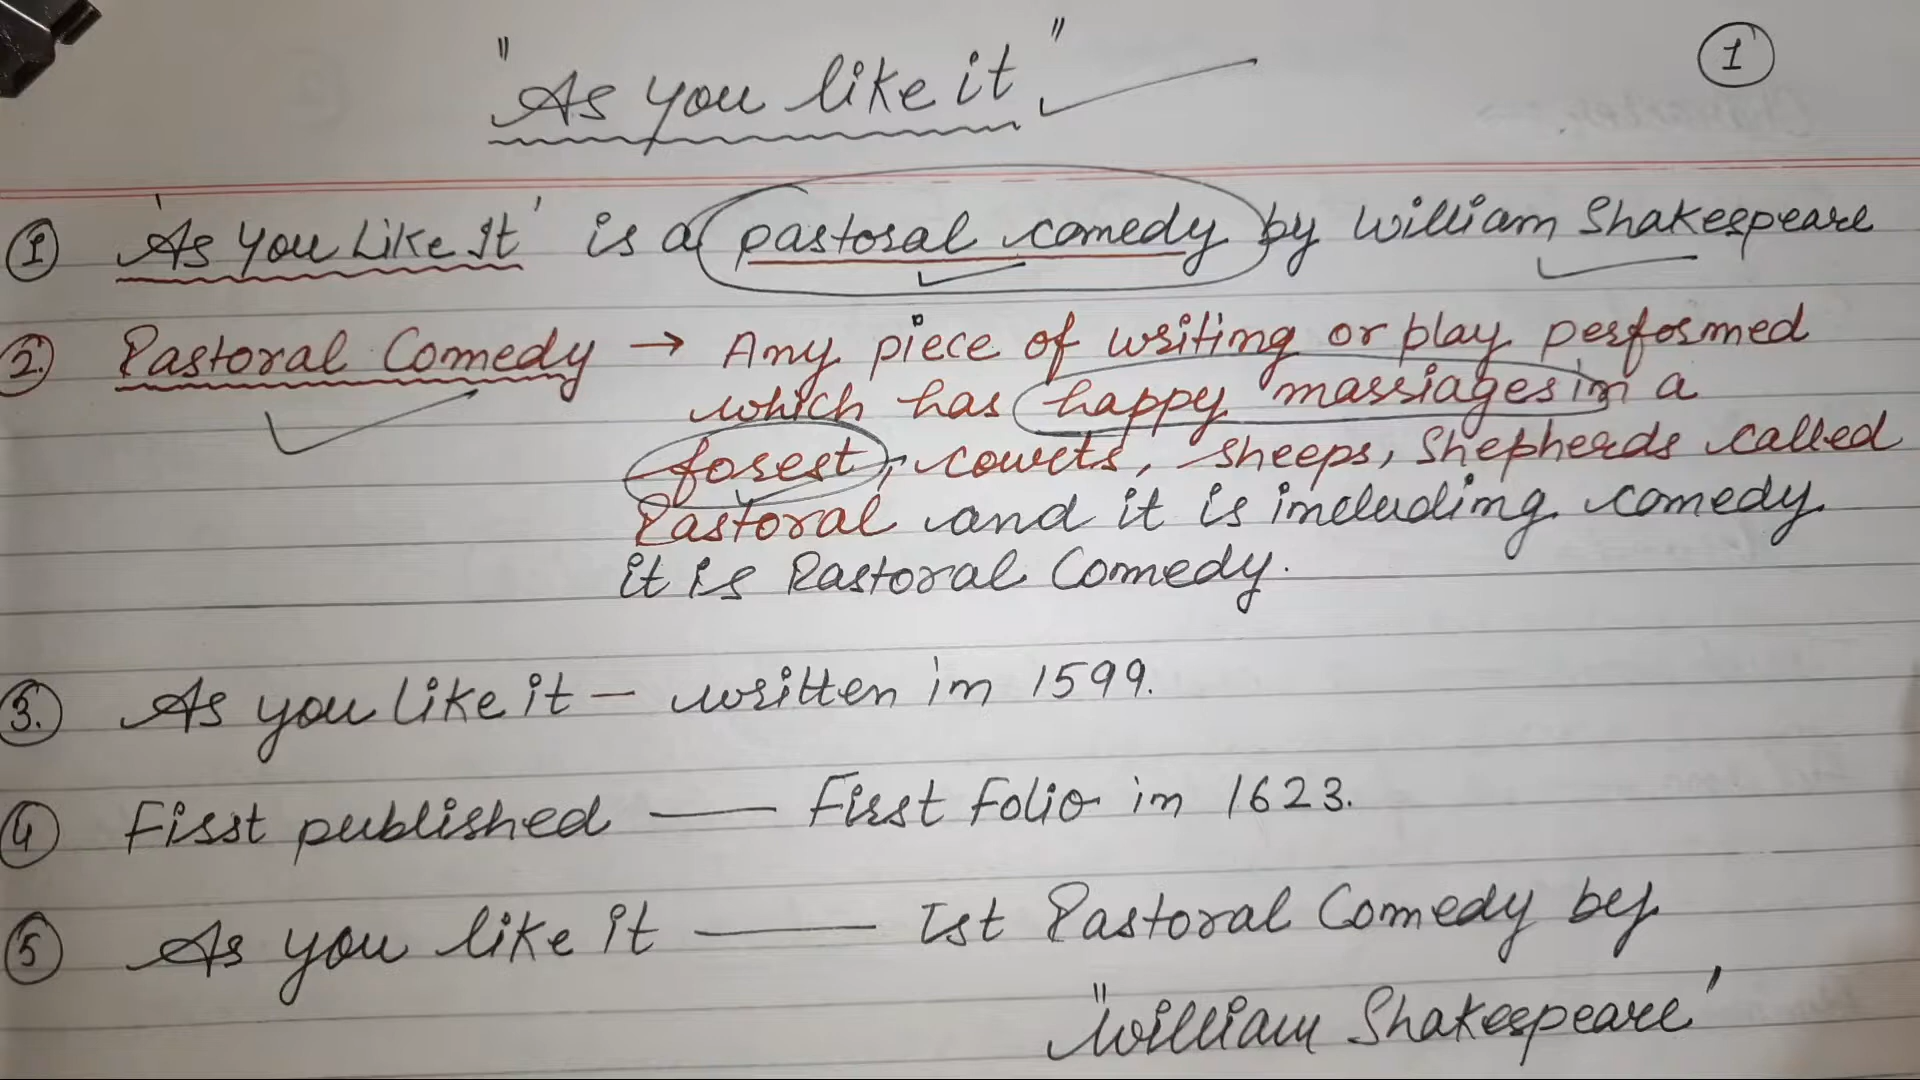 "As you like it"
1
1 'As You Like It' is a pastoral comedy by William Shakespeare
2. Pastoral Comedy → Any piece of writing or play performed
which has happy marriages in a
forest, courts, sheeps, Shepherds called
Pastoral and it is including comedy
it is Pastoral Comedy.
3. As you like it - written in 1599.
4 First published — First Folio in 1623.
5 As you like it — Ist Pastoral Comedy by
"William Shakespeare'